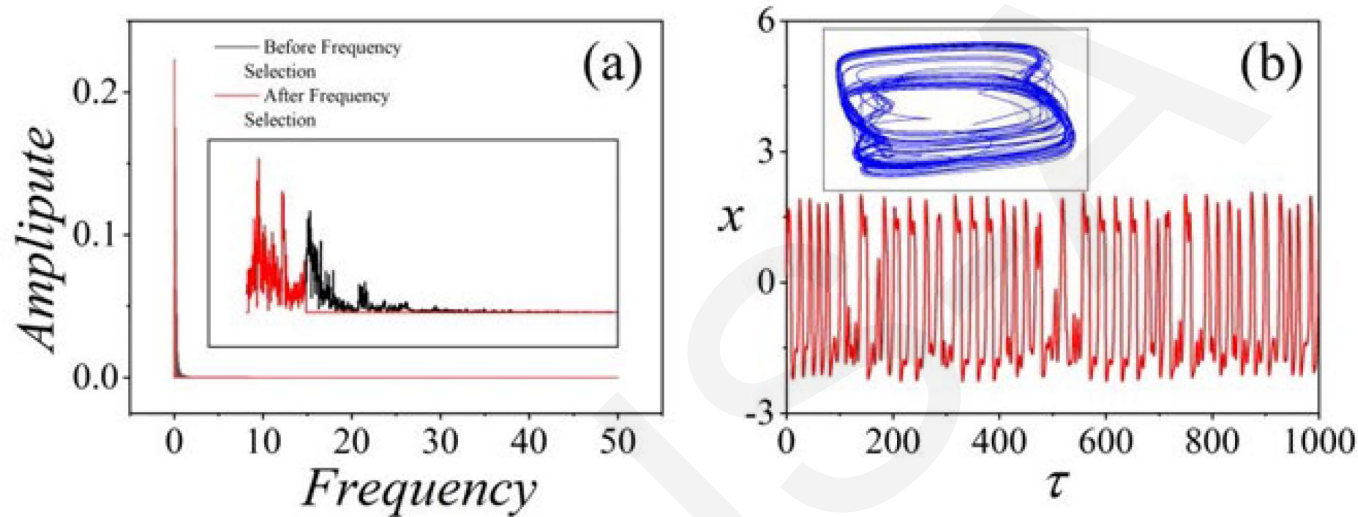 (a)
Before Frequency
Selection
After Frequency
Selection
Amplipute
0.2
0.1
0.0
0 10 20 30 40 50
Frequency
(b)
x
6
3
0
-3
0 200 400 600 800 1000
τ
ISA